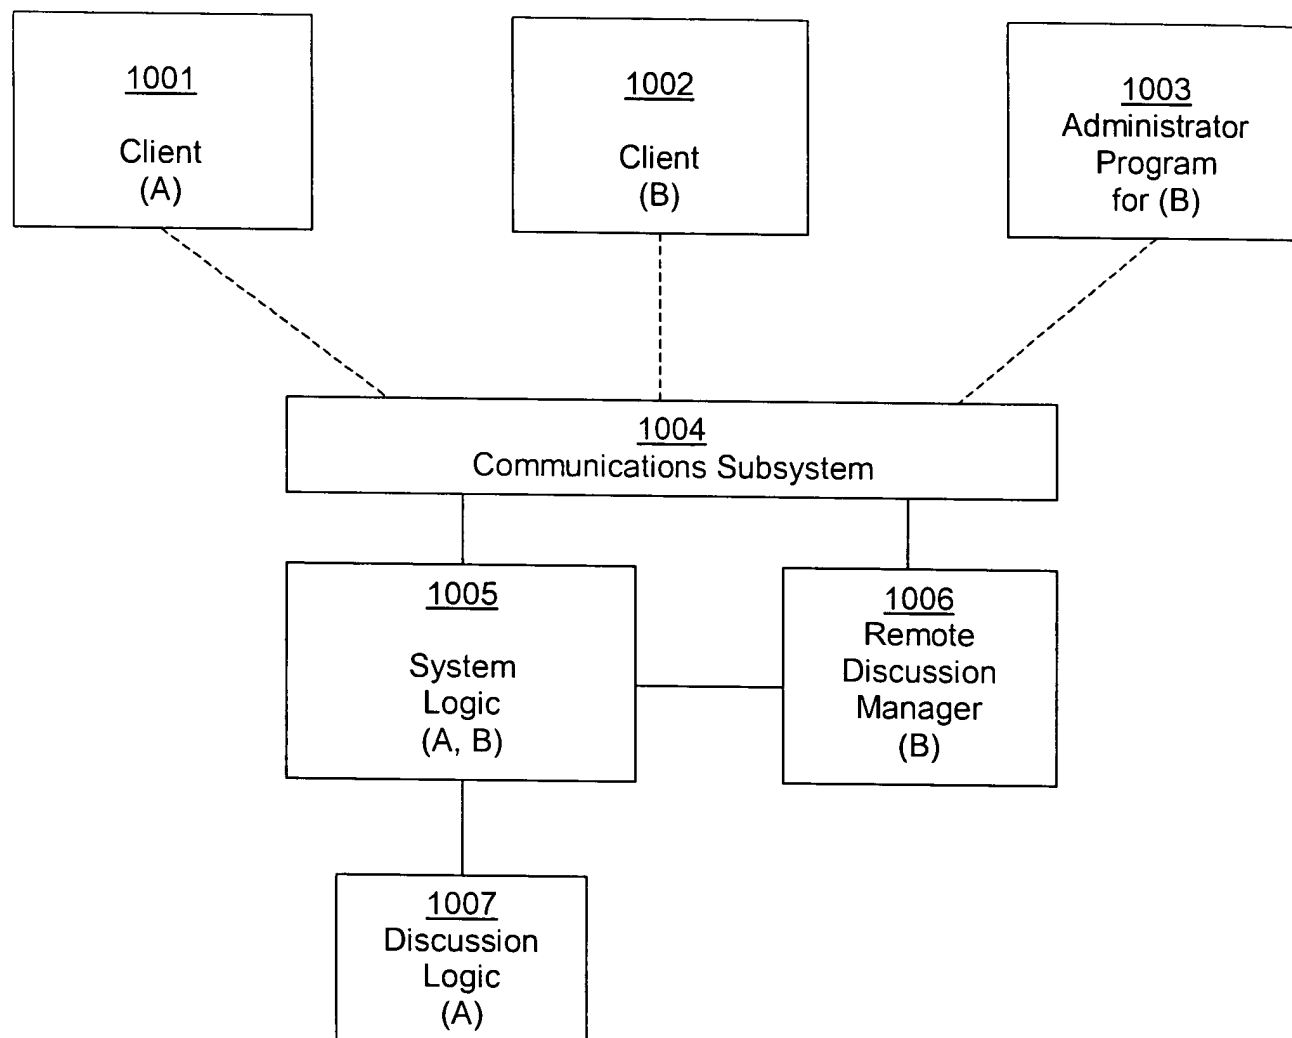 1001
Client
(A)
1002
Client
(B)
1003
Administrator
Program
for (B)
1004
Communications Subsystem
1005
System
Logic
(A, B)
1006
Remote
Discussion
Manager
(B)
1007
Discussion
Logic
(A)